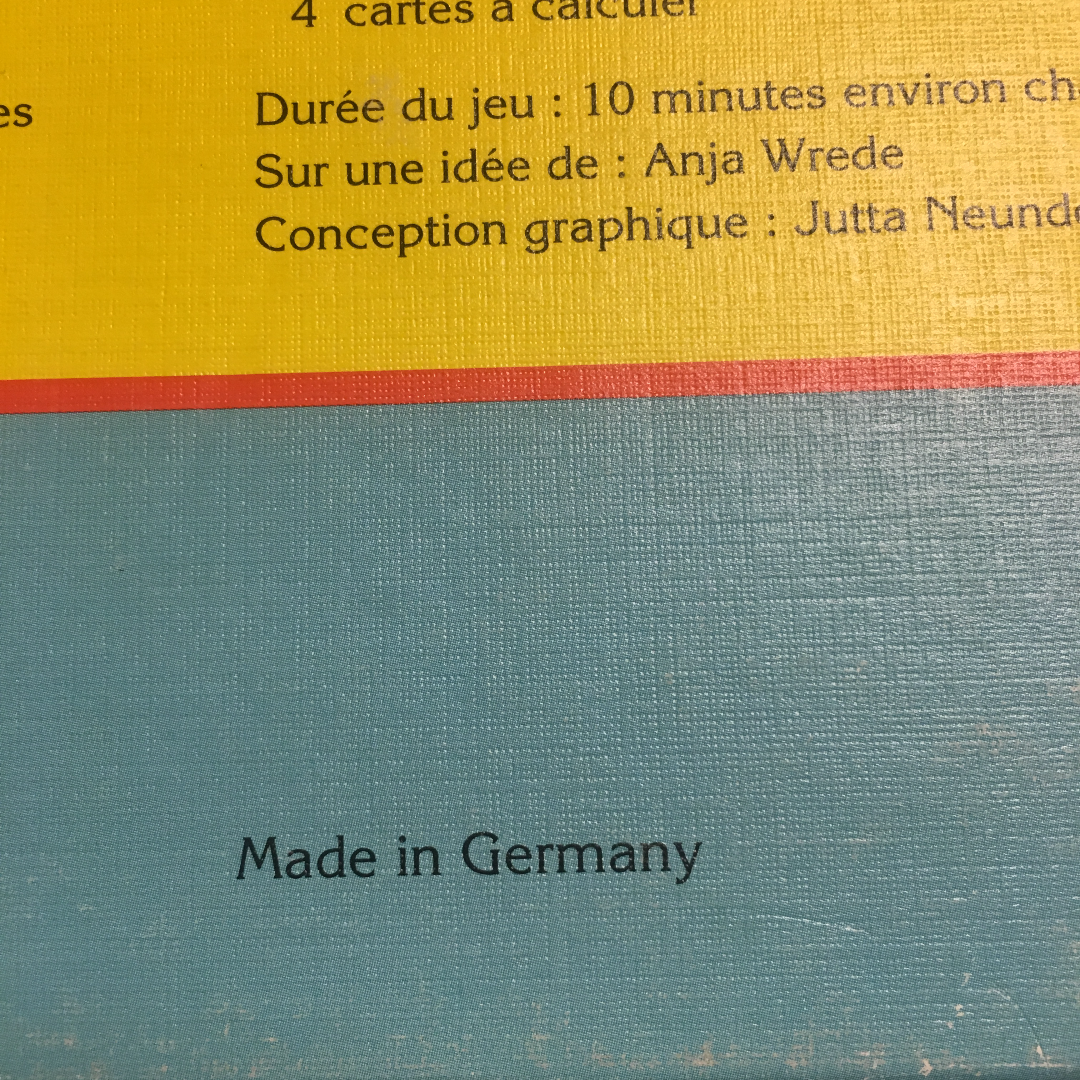 4 cartes à calculer
es
Durée du jeu : 10 minutes environ
Sur une idée de : Anja Wrede
Conception graphique : Jutta
Made in Germany